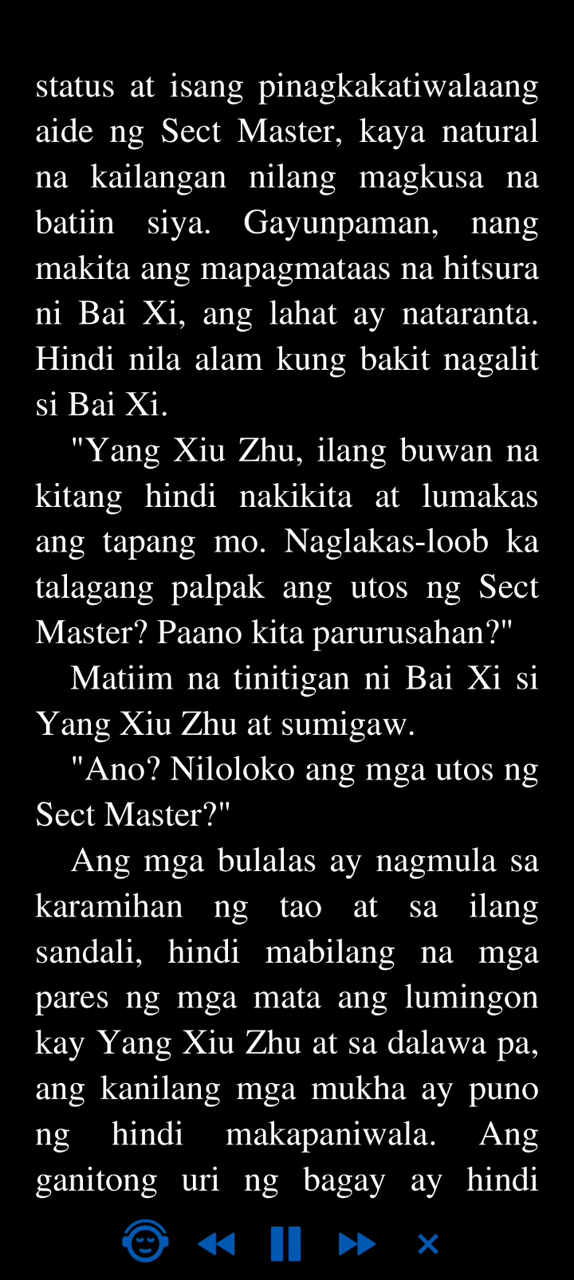 status at isang pinagkakatiwalaang
aide ng Sect Master, kaya natural
na kailangan nilang magkusa na
batiin siya. Gayunpaman, nang
makita ang mapagmataas na hitsura
ni Bai Xi, ang lahat ay nataranta.
Hindi nila alam kung bakit nagalit
si Bai Xi.
"Yang Xiu Zhu, ilang buwan na
kitang hindi nakikita at lumakas
ang tapang mo. Naglakas-loob ka
talagang palpak ang utos ng Sect
Master? Paano kita parurusahan?"
Matiim na tinitigan ni Bai Xi si
Yang Xiu Zhu at sumigaw.
"Ano? Niloloko ang mga utos ng
Sect Master?"
Ang mga bulalas ay nagmula sa
karamihan ng tao at sa ilang
sandali, hindi mabilang na mga
pares ng mga mata ang lumingon
kay Yang Xiu Zhu at sa dalawa pa,
ang kanilang mga mukha ay puno
ng hindi makapaniwala. Ang
ganitong uri ng bagay ay hindi